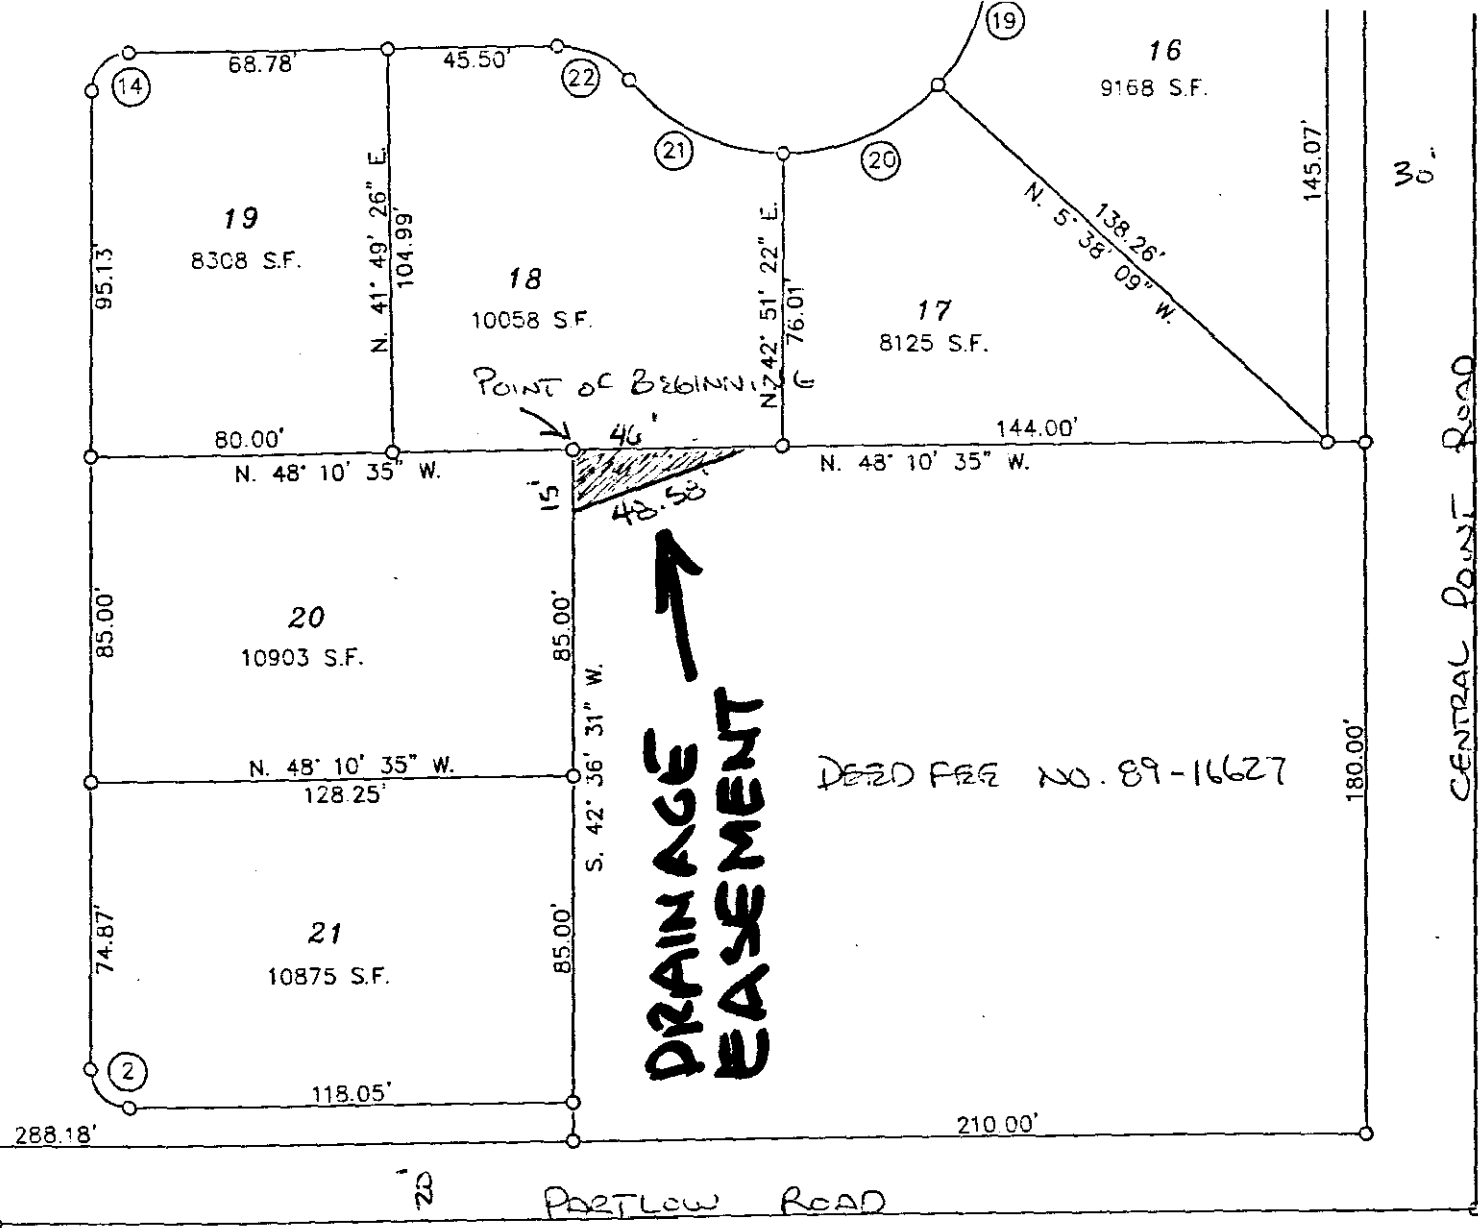 19
16
9168 S.F.
68.78'
45.50'
14
22
21
20
145.07'
30'
19
8308 S.F.
95.13'
N. 41° 49' 26" E.
104.99'
18
10058 S.F.
N. 42° 51' 22" E.
76.01'
17
8125 S.F.
138.26'
N. 5° 38' 09" W.
POINT OF BEGINNING
80.00'
N. 48° 10' 35" W.
46'
144.00'
N. 48° 10' 35" W.
15'
48.58'
85.00'
20
10903 S.F.
85.00'
S. 42° 36' 31" W.
N. 48° 10' 35" W.
128.25'
DRAINAGE
EASEMENT
DEED FEE NO. 89-16627
180.00'
CENTRAL POINT ROAD
74.87'
21
10875 S.F.
85.00'
2
118.05'
288.18'
210.00'
20'
PARTLOW ROAD